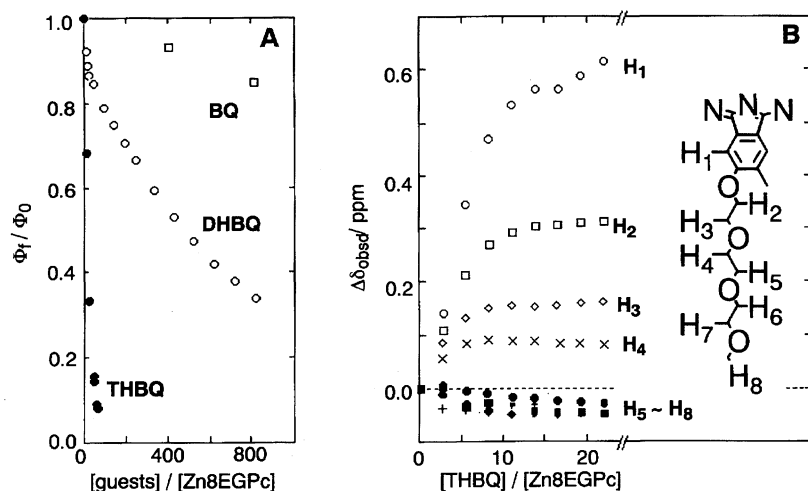 A
1.0
0.8
0.6
0.4
0.2
0.0
Φf / Φ0
BQ
DHBQ
THBQ
0 400 800
[guests] / [Zn8EGPc]
B
0.6
0.4
0.2
0.0
Δδobsd/ ppm
H1
H2
H3
H4
H5 ~ H8
0 10 20
[THBQ] / [Zn8EGPc]
N N N
H1
O
H2
H3
O
H4
H5
O
H6
H7
O
H8